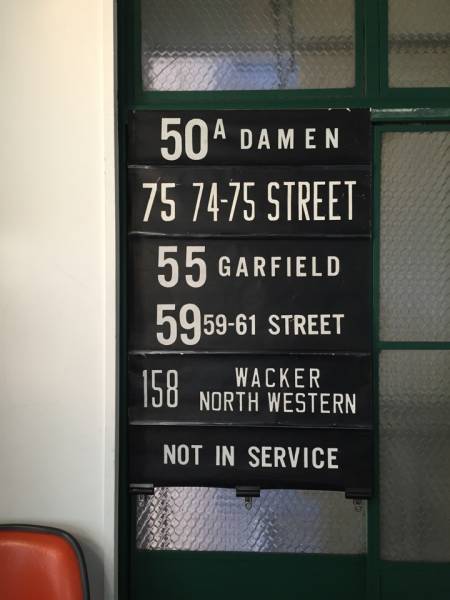 50A DAMEN
75 74-75 STREET
55 GARFIELD
59 59-61 STREET
158 WACKER
NORTH WESTERN
NOT IN SERVICE